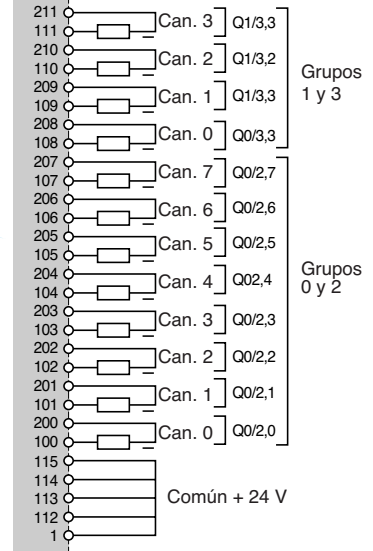 211
111 Can. 3 Q1/3,3
210
110 Can. 2 Q1/3,2
209
109 Can. 1 Q1/3,3
208
108 Can. 0 Q0/3,3
Grupos
1 y 3
207
107 Can. 7 Q0/2,7
206
106 Can. 6 Q0/2,6
205
105 Can. 5 Q0/2,5
204
104 Can. 4 Q02,4
203
103 Can. 3 Q0/2,3
202
102 Can. 2 Q0/2,2
201
101 Can. 1 Q0/2,1
200
100 Can. 0 Q0/2,0
Grupos
0 y 2
115
114
113 Común + 24 V
112
1